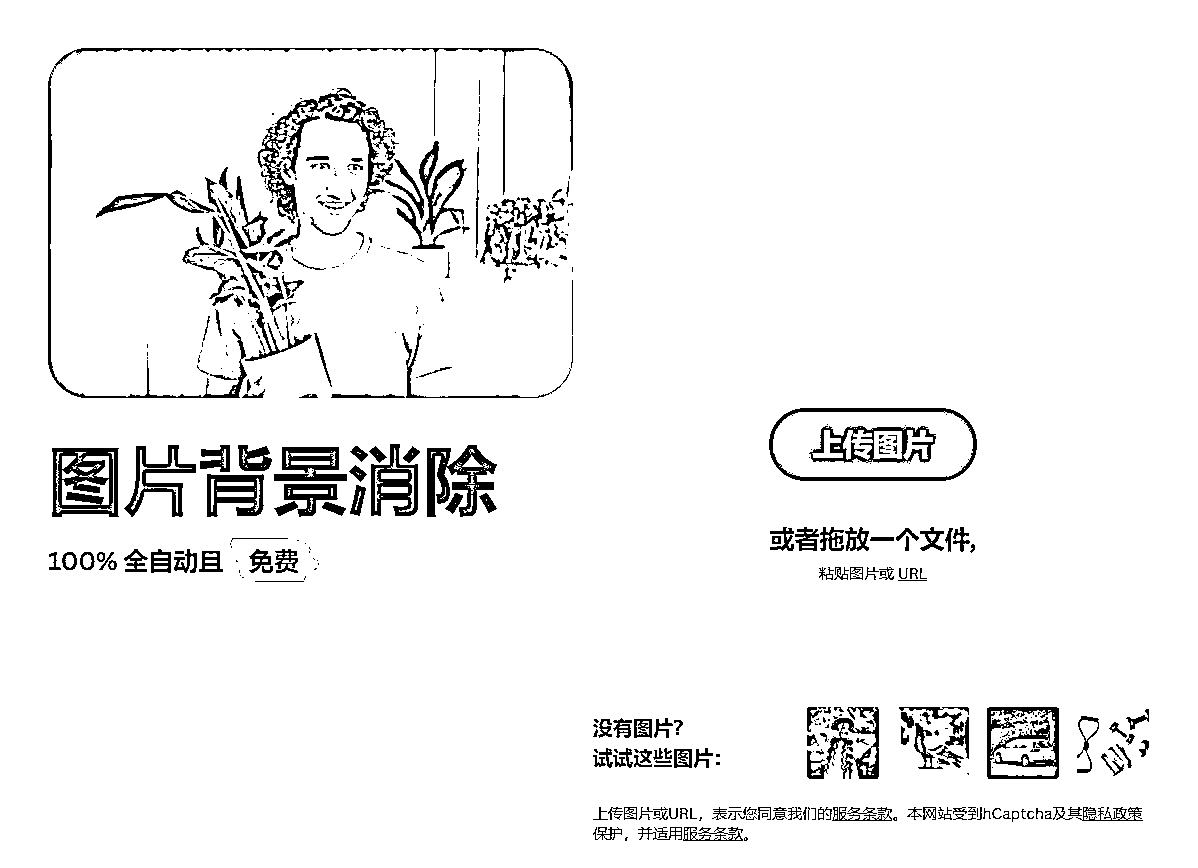 图片背景消除
100% 全自动且 免费
上传图片
或者拖放一个文件,
粘贴图片或 URL
没有图片?
试试这些图片:
上传图片或URL，表示您同意我们的服务条款。本网站受到hCaptcha及其隐私政策
保护，并适用服务条款。